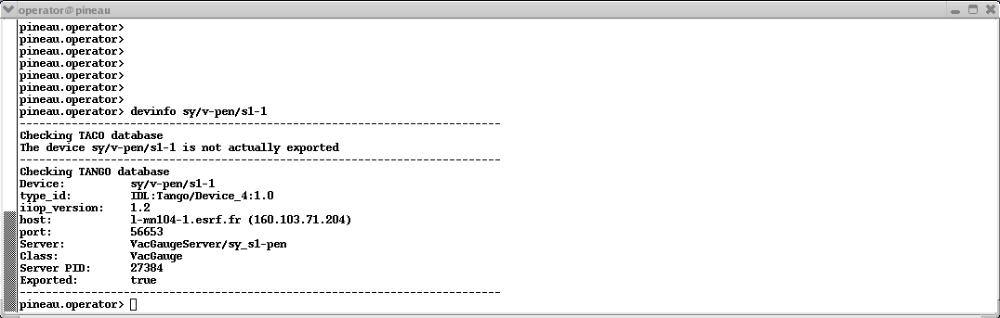 operator@pineau
pineau.operator>
pineau.operator>
pineau.operator>
pineau.operator>
pineau.operator>
pineau.operator>
pineau.operator>
pineau.operator> devinfo sy/v-pen/s1-1
--------------------------------------------------------------------------
Checking TACO database
The device sy/v-pen/s1-1 is not actually exported
--------------------------------------------------------------------------
Checking TANGO database
Device:          sy/v-pen/s1-1
type_id:         IDL:Tango/Device_4:1.0
iiop_version:    1.2
host:            l-mn104-1.esrf.fr (160.103.71.204)
port:            56653
Server:          VacGaugeServer/sy_s1-pen
Class:           VacGauge
Server PID:      27384
Exported:        true
--------------------------------------------------------------------------
pineau.operator>